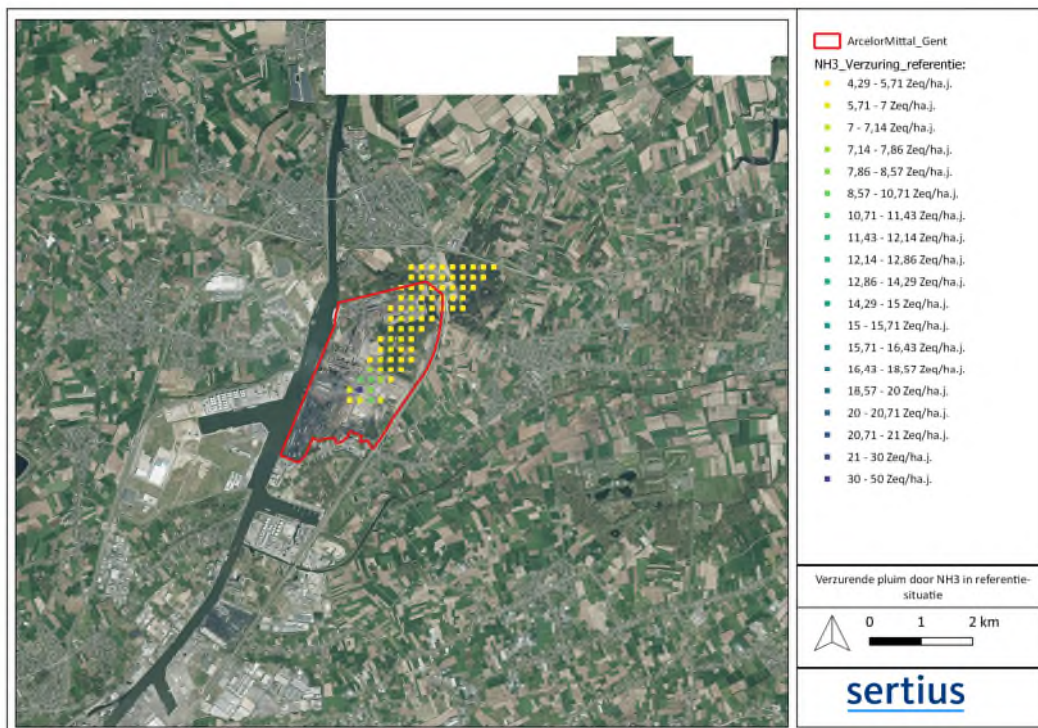 ArcelorMittal_Gent
NH3_Verzuring_referentie:
4,29 - 5,71 Zeq/ha.j.
5,71 - 7 Zeq/ha.j.
7 - 7,14 Zeq/ha.j.
7,14 - 7,86 Zeq/ha.j.
7,86 - 8,57 Zeq/ha.j.
8,57 - 10,71 Zeq/ha.j.
10,71 - 11,43 Zeq/ha.j.
11,43 - 12,14 Zeq/ha.j.
12,14 - 12,86 Zeq/ha.j.
12,86 - 14,29 Zeq/ha.j.
14,29 - 15 Zeq/ha.j.
15 - 15,71 Zeq/ha.j.
15,71 - 16,43 Zeq/ha.j.
16,43 - 18,57 Zeq/ha.j.
18,57 - 20 Zeq/ha.j.
20 - 20,71 Zeq/ha.j.
20,71 - 21 Zeq/ha.j.
21 - 30 Zeq/ha.j.
30 - 50 Zeq/ha.j.
Verzurende pluim door NH3 in referentie-
situatie
0 1 2 km
sertius